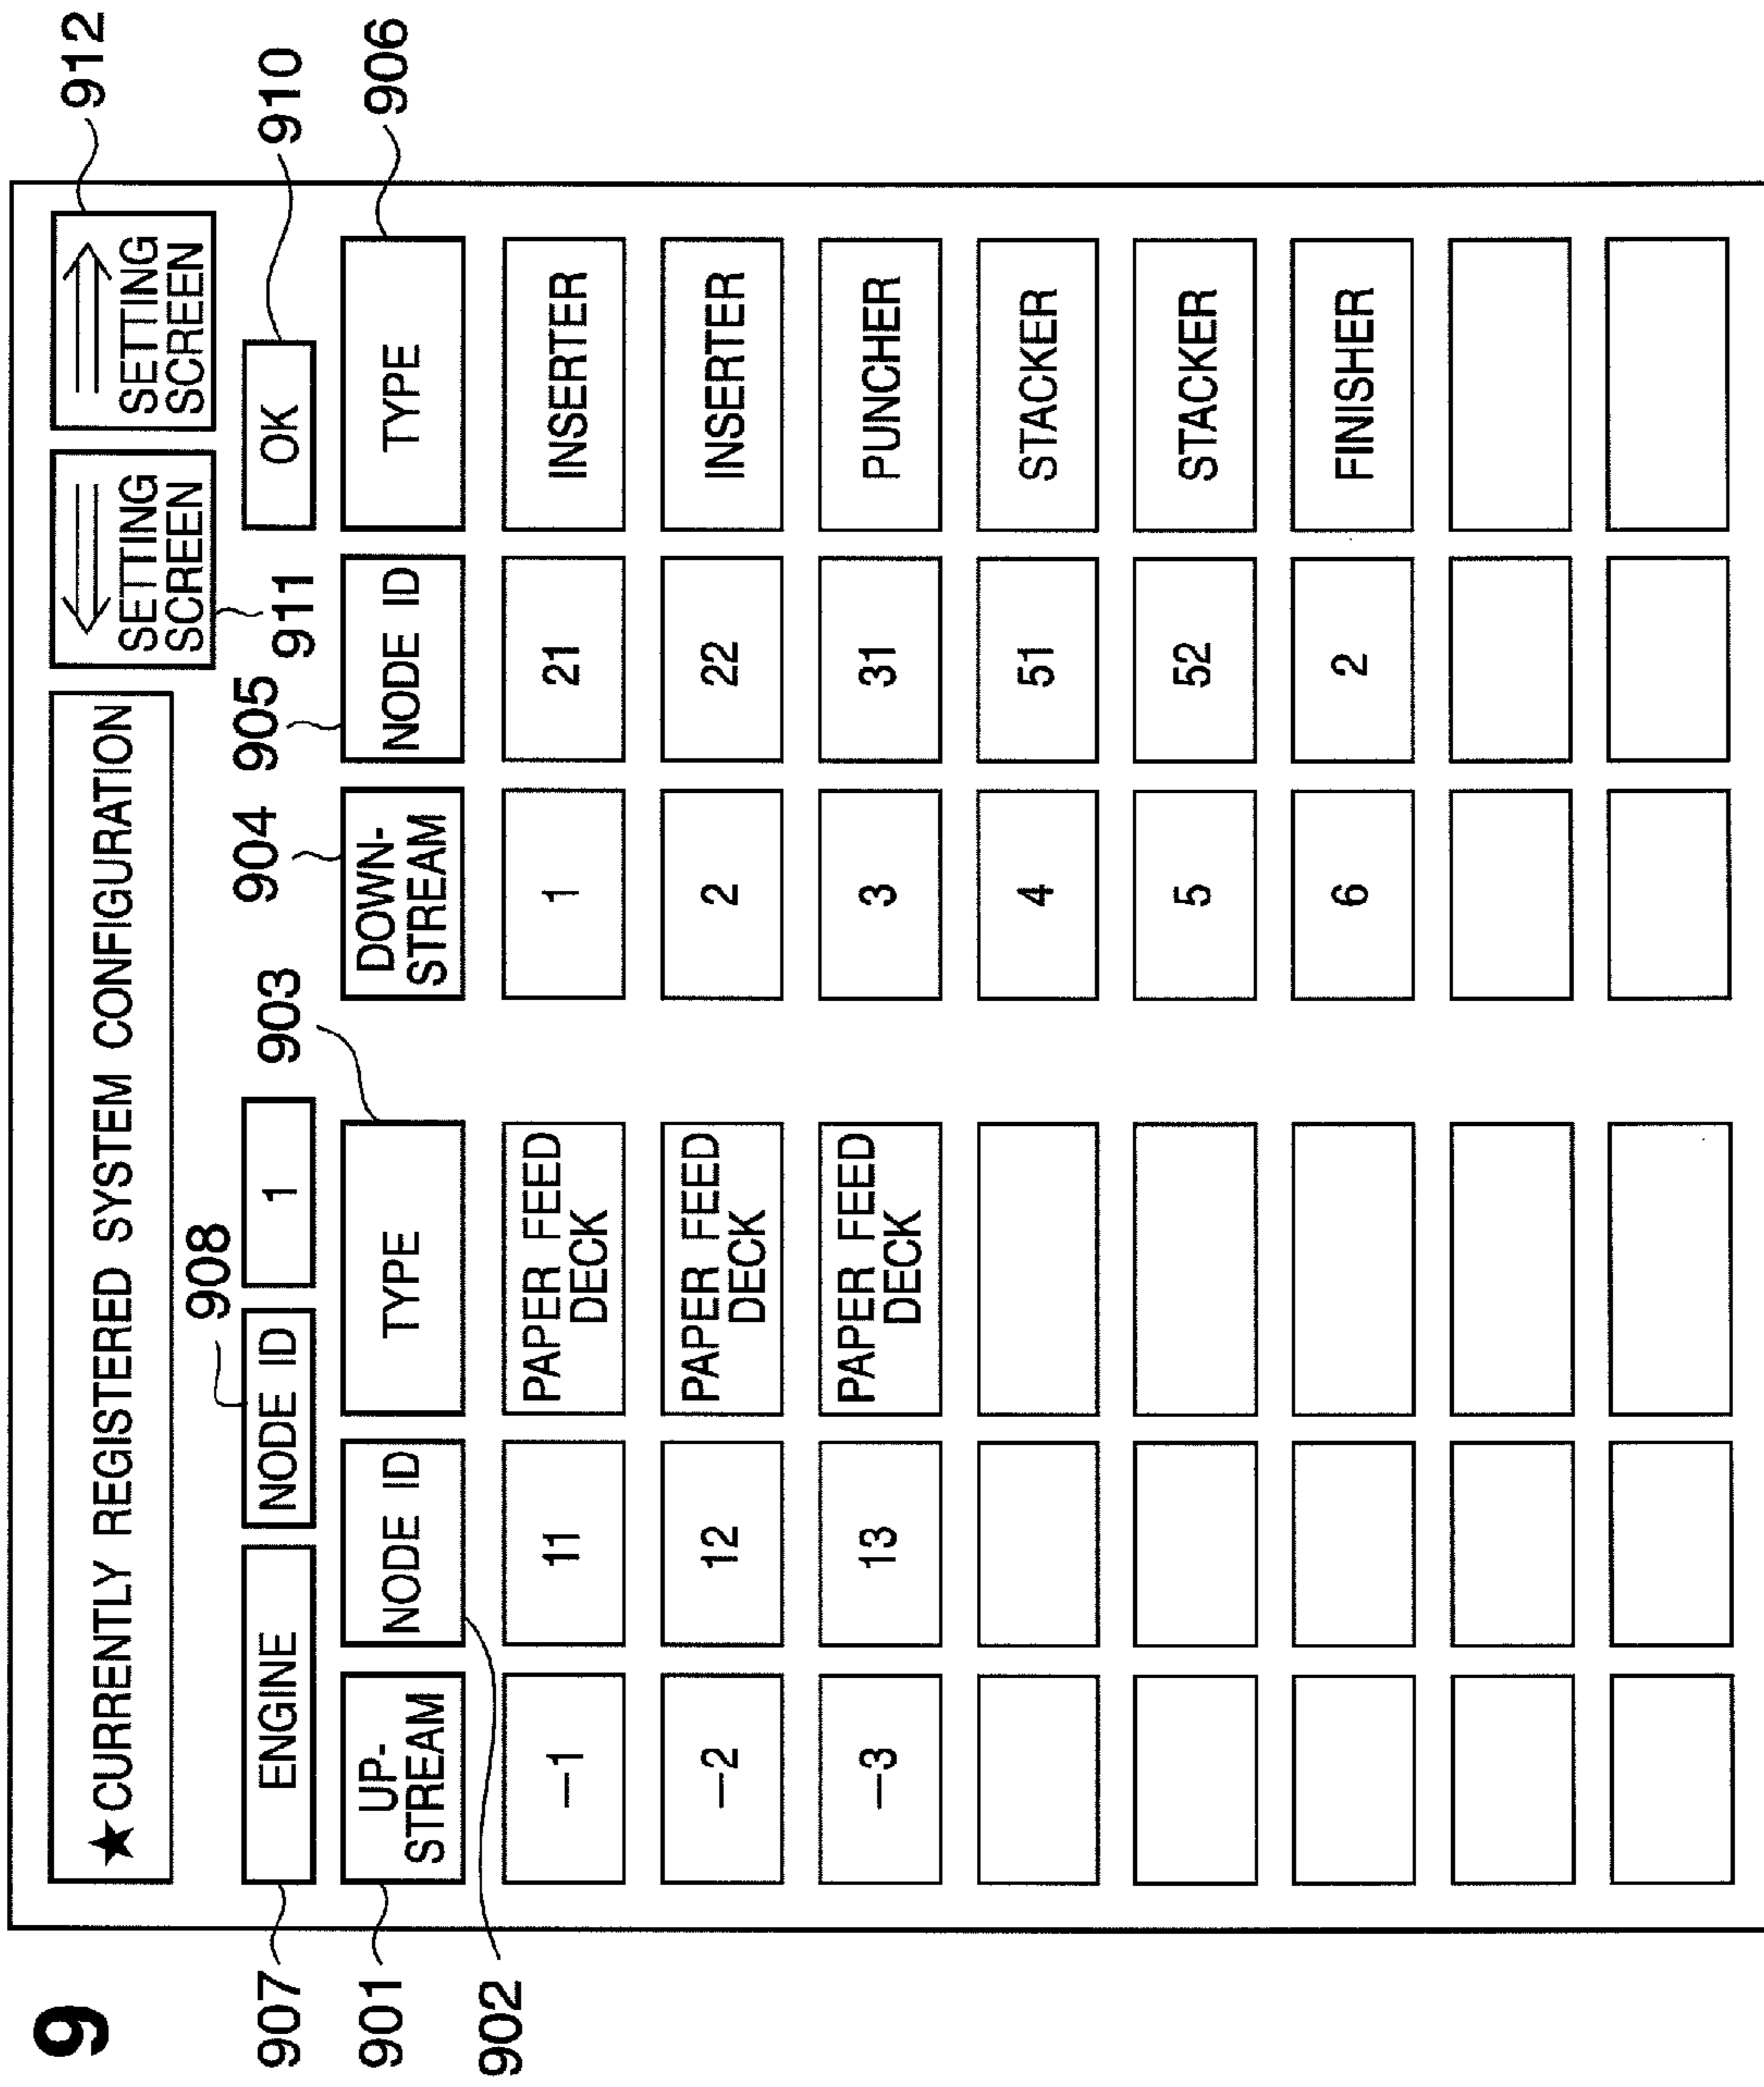 9
★CURRENTLY REGISTERED SYSTEM CONFIGURATION
SETTING
SCREEN
SETTING
SCREEN
912
908
904
905
911
907
ENGINE
NODE ID
1
903
OK
910
901
UP-
STREAM
NODE ID
TYPE
DOWN-
STREAM
NODE ID
TYPE
906
902
–1
11
PAPER FEED
DECK
1
21
INSERTER
–2
12
PAPER FEED
DECK
2
22
INSERTER
–3
13
PAPER FEED
DECK
3
31
PUNCHER
4
51
STACKER
5
52
STACKER
6
2
FINISHER